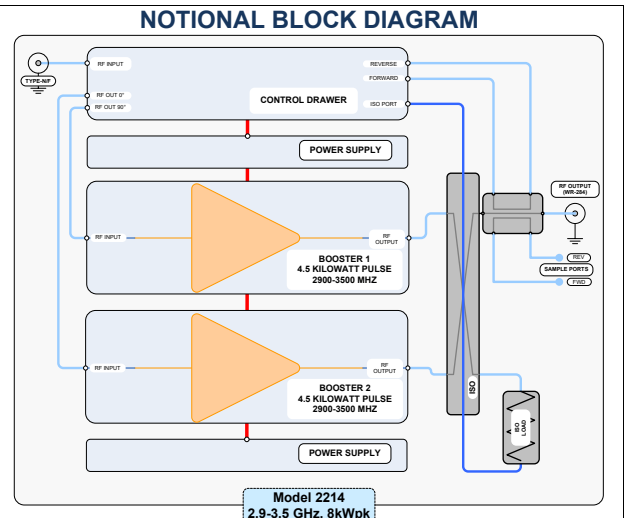 NOTIONAL BLOCK DIAGRAM
RF INPUT
REVERSE
FORWARD
TYPE-N/F
RF OUT 0°
RF OUT 90°
CONTROL DRAWER
ISO PORT
POWER SUPPLY
RF OUTPUT
(WR-284)
RF INPUT
RF
OUTPUT
BOOSTER 1
4.5 KILOWATT PULSE
2900-3500 MHZ
REV
SAMPLE PORTS
FWD
RF INPUT
RF
OUTPUT
BOOSTER 2
4.5 KILOWATT PULSE
2900-3500 MHZ
ISO
ISO
LOAD
POWER SUPPLY
Model 2214
2.9-3.5 GHz, 8kWpk